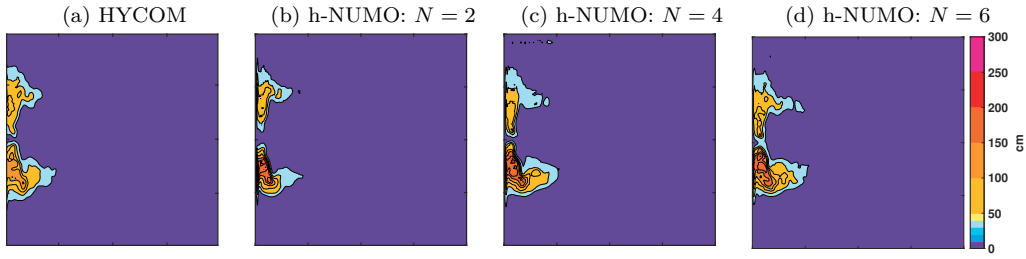 (a) HYCOM
(b) h-NUMO: N = 2
(c) h-NUMO: N = 4
(d) h-NUMO: N = 6
300
250
200
150
100
50
0
cm